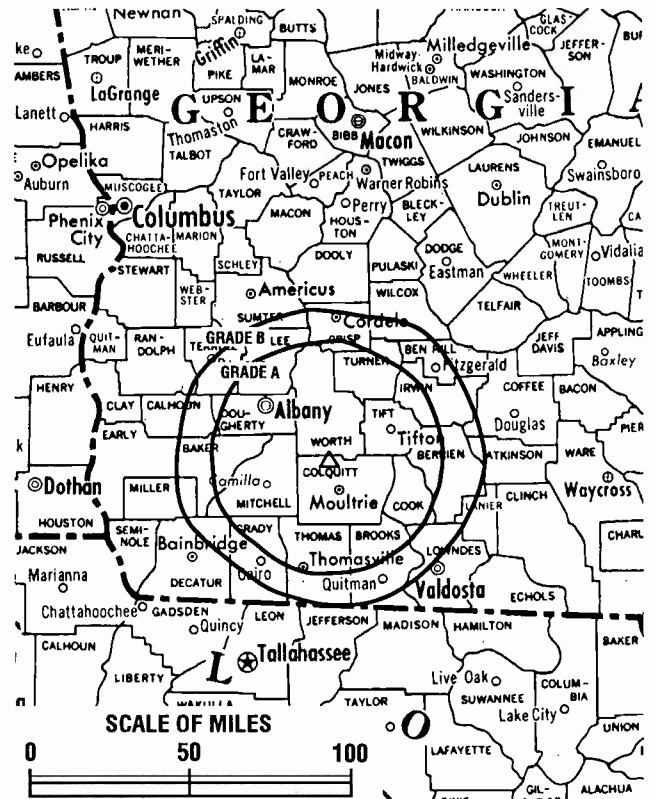 Newnan
SPALDING
BUTTS
GLAS-
COCK
JEFFER-
SON
TROUP
MERI-
WETHER
Griffin
PIKE
LA-
MAR
MONROE
JONES
Midway-
Hardwick
Milledgeville
BALDWIN
WASHINGTON
Sanders-
ville
AMBERS
LaGrange
UPSON
Thomaston
G E O R G I A
Lanett
HARRIS
TALBOT
CRAW-
FORD
BIBB
Macon
WILKINSON
JOHNSON
EMANUEL
Opelika
Auburn
TWIGGS
LAURENS
Swainsboro
MUSCOGEE
TAYLOR
Fort Valley
PEACH
Warner Robins
Dublin
Phenix
City
Columbus
MACON
Perry
HOUS-
TON
BLECK-
LEY
TREUT-
LEN
RUSSELL
CHATTA-
HOOCHEE
MARION
SCHLEY
DOOLY
PULASKI
DODGE
Eastman
WHEELER
MONT-
GOMERY
Vidalia
TOOMBS
STEWART
WEB-
STER
Americus
SUMTER
WILCOX
TELFAIR
BARBOUR
Cordele
CRISP
Eufaula
QUIT-
MAN
RAN-
DOLPH
GRADE B
LEE
BEN HILL
Fitzgerald
JEFF
DAVIS
APPLING
Baxley
HENRY
GRADE A
TURNER
IRWIN
COFFEE
BACON
CLAY
CALHOUN
DOU-
GHERTY
Albany
TIFT
Tifton
Douglas
PIER
EARLY
BAKER
WORTH
BERRIEN
ATKINSON
WARE
Waycross
Dothan
MILLER
Camilla
MITCHELL
COLQUITT
Moultrie
COOK
LANIER
CLINCH
HOUSTON
SEMI-
NOLE
GRADY
THOMAS
BROOKS
LOWNDES
CHARL
JACKSON
Bainbridge
Cairo
Thomasville
Quitman
Valdosta
Marianna
DECATUR
ECHOLS
Chattahoochee
GADSDEN
Quincy
LEON
JEFFERSON
MADISON
HAMILTON
BAKER
CALHOUN
LIBERTY
L
Tallahassee
WAKULLA
TAYLOR
O
Live Oak
SUWANNEE
COLUM-
BIA
Lake City
UNION
LAFAYETTE
GIL-
ALACHUA
SCALE OF MILES
0 50 100